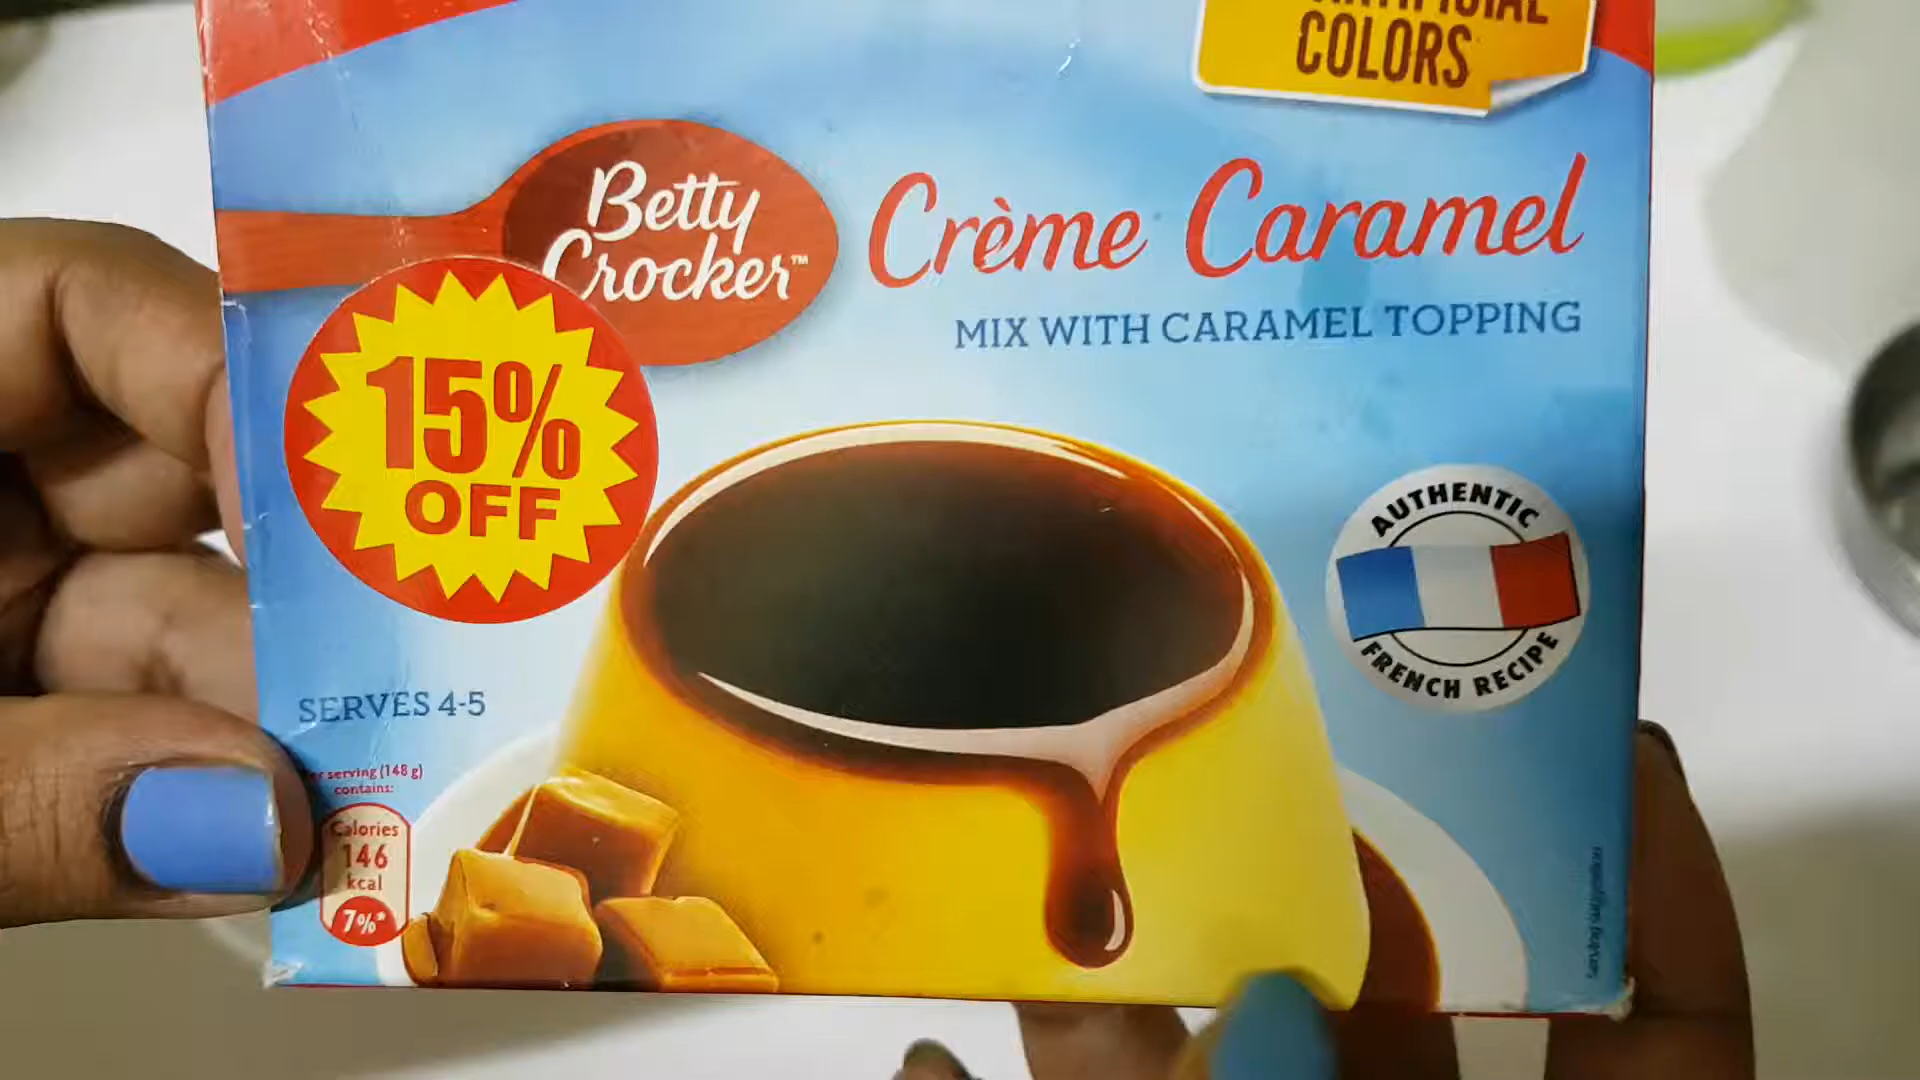 COLORS
Betty
Crocker™
Crème Caramel
MIX WITH CARAMEL TOPPING
15%
OFF
AUTHENTIC
FRENCH RECIPE
SERVES 4-5
serving (148 g)
contains:
Calories
146
kcal
7%*